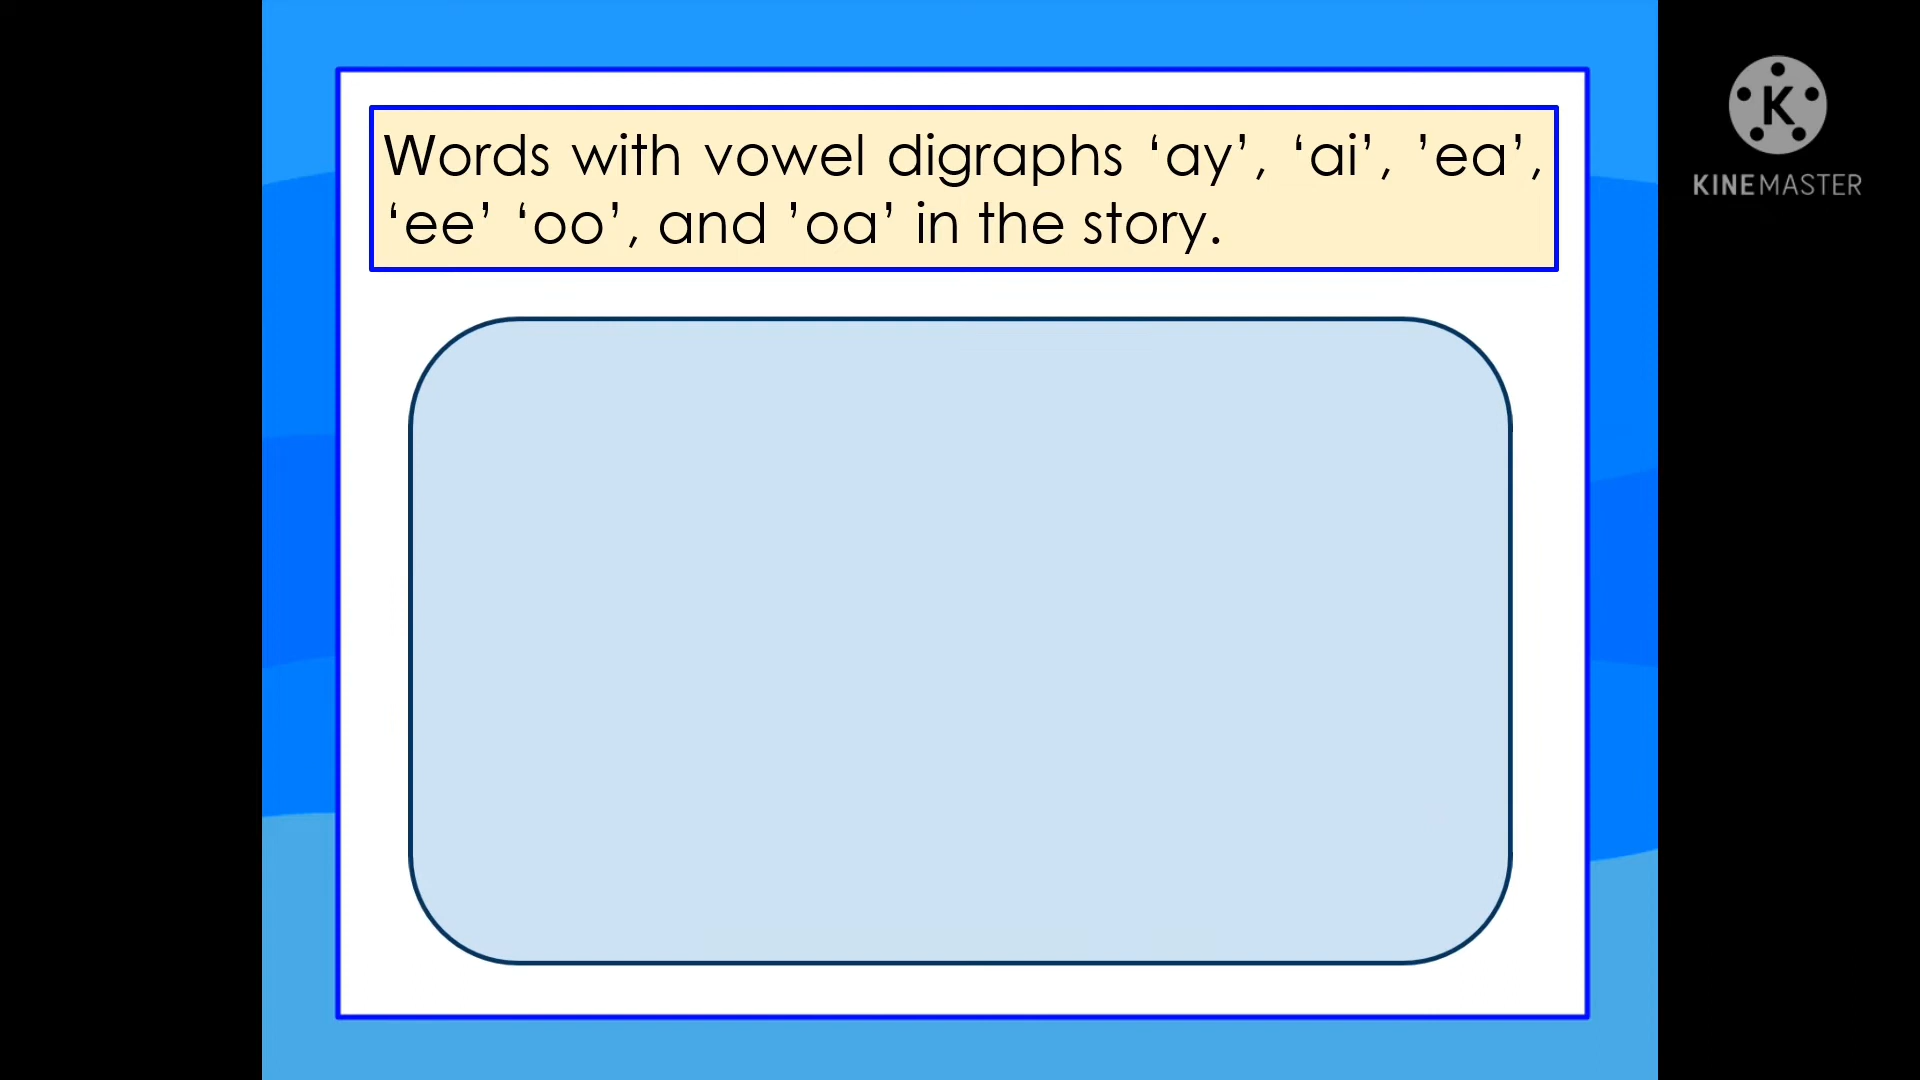 Words with vowel digraphs ‘ay’, ‘ai’, ’ea’,
‘ee’ ‘oo’, and ’oa’ in the story.
K
KINEMASTER